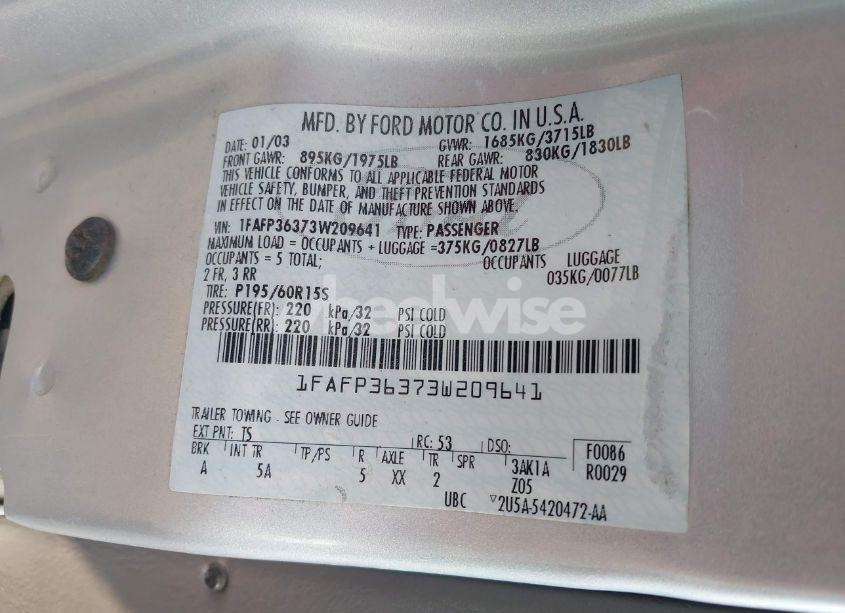 MFD. BY FORD MOTOR CO. IN U.S.A.
DATE: 01/03 GVWR: 1685KG/3715LB
FRONT GAWR: 895KG/1975LB REAR GAWR: 830KG/1830LB
THIS VEHICLE CONFORMS TO ALL APPLICABLE FEDERAL MOTOR
VEHICLE SAFETY, BUMPER, AND THEFT PREVENTION STANDARDS
IN EFFECT ON THE DATE OF MANUFACTURE SHOWN ABOVE.
VIN: 1FAFP36373W209641 TYPE: PASSENGER
MAXIMUM LOAD = OCCUPANTS + LUGGAGE =375KG/0827LB
OCCUPANTS = 5 TOTAL; OCCUPANTS LUGGAGE
2 FR, 3 RR 035KG/0077LB
TIRE: P195/60R15S
PRESSURE(FR): 220 kPa/32 PSI COLD
PRESSURE(RR): 220 kPa/32 PSI COLD
wheelwise
1FAFP36373W209641
TRAILER TOWING - SEE OWNER GUIDE
EXT PNT: TS RC: 53 DSO: F0086
BRK INT TR TP/PS R AXLE TR SPR R0029
A 5A 5 XX 2 3AK1A
Z05
UBC 2U5A-5420472-AA